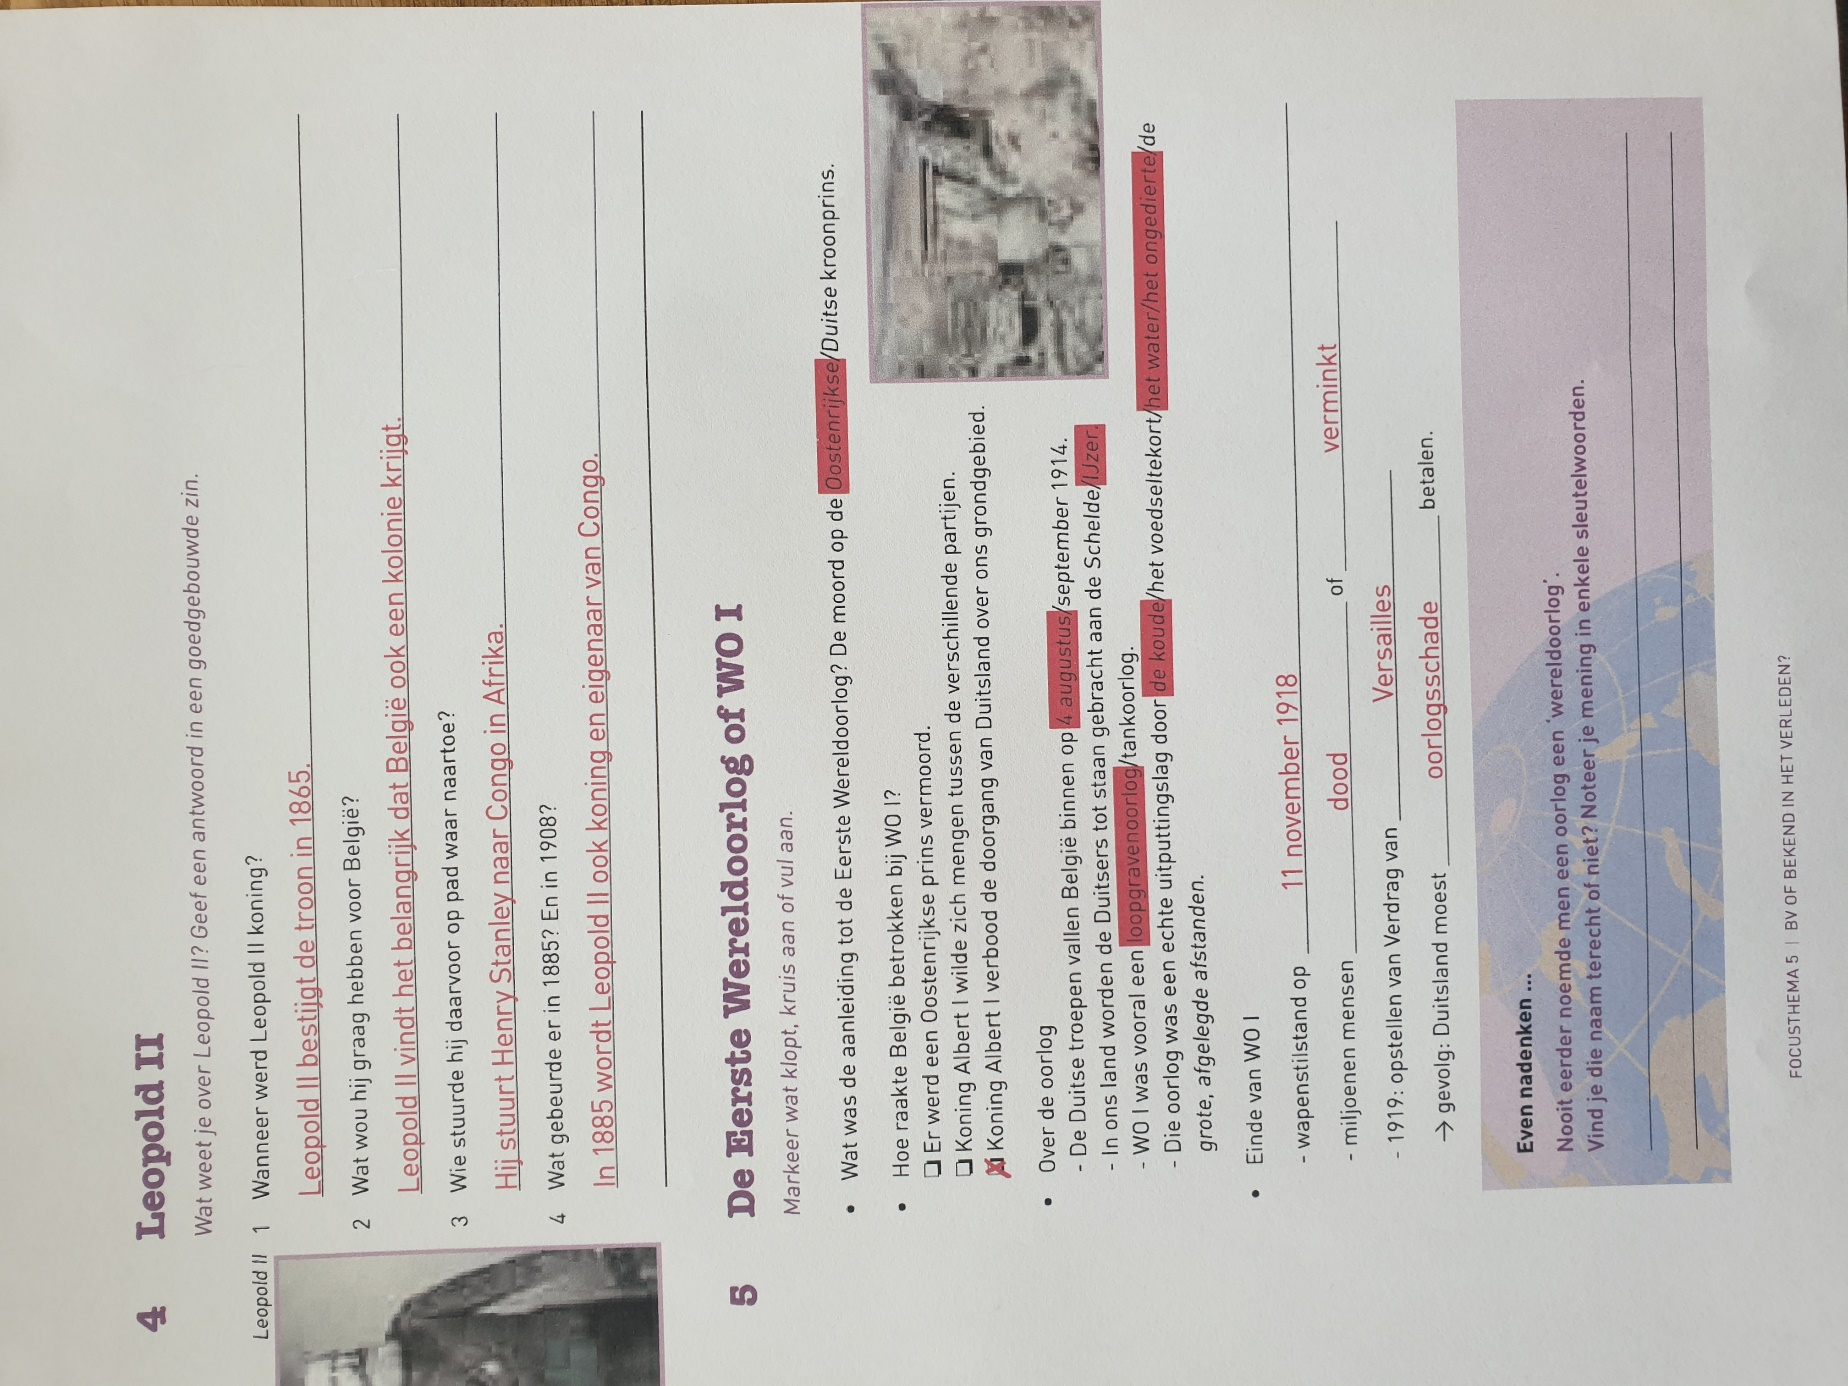 4 Leopold II
Wat weet je over Leopold II? Geef een antwoord in een goedgebouwde zin.
Leopold II
1 Wanneer werd Leopold II koning?
Leopold II bestijgt de troon in 1865.
2 Wat wou hij graag hebben voor België?
Leopold II vindt het belangrijk dat België ook een kolonie krijgt.
3 Wie stuurde hij daarvoor op pad waar naartoe?
Hij stuurt Henry Stanley naar Congo in Afrika.
4 Wat gebeurde er in 1885? En in 1908?
In 1885 wordt Leopold II ook koning en eigenaar van Congo.
5 De Eerste Wereldoorlog of WO I
Markeer wat klopt, kruis aan of vul aan.
• Wat was de aanleiding tot de Eerste Wereldoorlog? De moord op de Oostenrijkse/Duitse kroonprins.
• Hoe raakte België betrokken bij WO I?
❑ Er werd een Oostenrijkse prins vermoord.
❑ Koning Albert I wilde zich mengen tussen de verschillende partijen.
☒ Koning Albert I verbood de doorgang van Duitsland over ons grondgebied.
• Over de oorlog
- De Duitse troepen vallen België binnen op 4 augustus/september 1914.
- In ons land worden de Duitsers tot staan gebracht aan de Schelde/IJzer.
- WO I was vooral een loopgravenoorlog/tankoorlog.
- Die oorlog was een echte uitputtingslag door de koude/het voedseltekort/het water/het ongedierte/de
grote, afgelegde afstanden.
• Einde van WO I
- wapenstilstand op 11 november 1918
- miljoenen mensen dood of verminkt
- 1919: opstellen van Verdrag van Versailles
→ gevolg: Duitsland moest oorlogsschade betalen.
Even nadenken ...
Nooit eerder noemde men een oorlog een 'wereldoorlog'.
Vind je die naam terecht of niet? Noteer je mening in enkele sleutelwoorden.
FOCUSTHEMA 5 | BV OF BEKEND IN HET VERLEDEN?